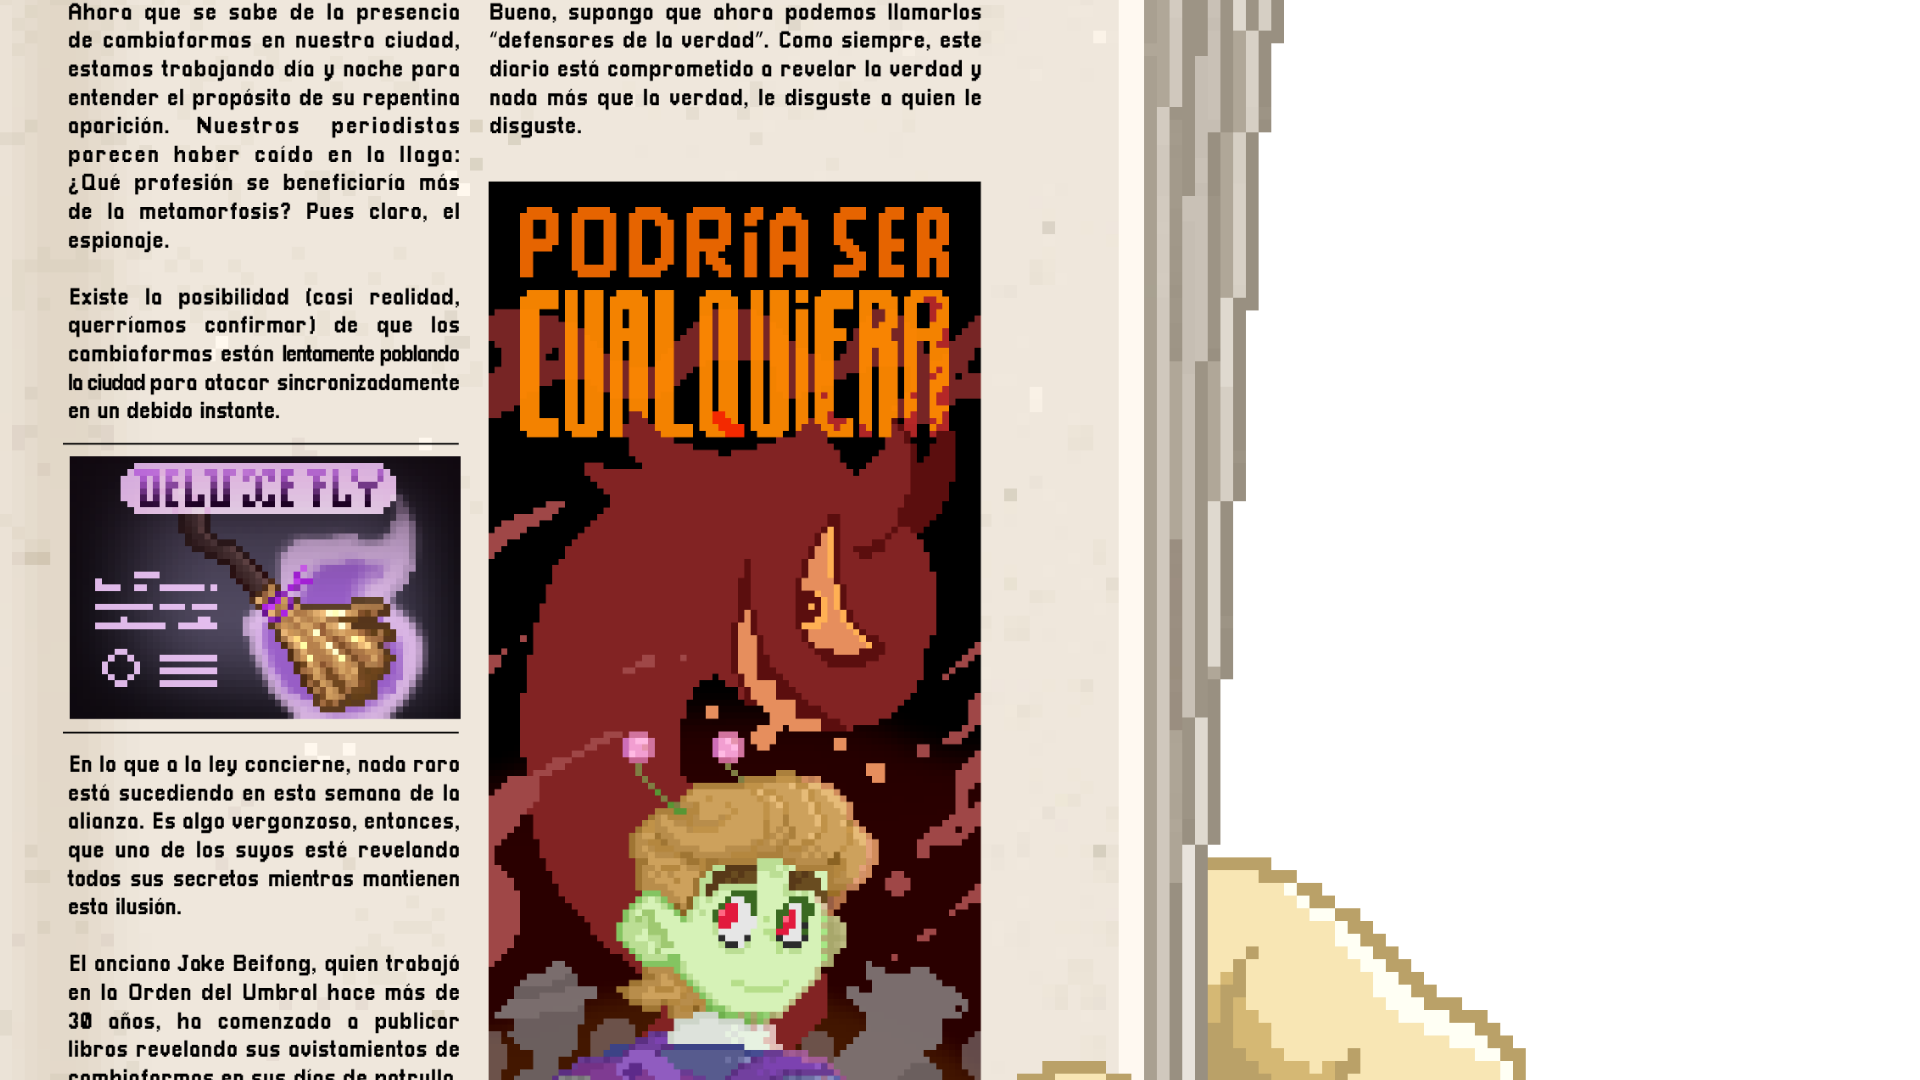 Ahora que se sabe de la presencia
de cambiaformas en nuestra ciudad,
estamos trabajando día y noche para
entender el propósito de su repentina
aparición. Nuestros periodistas
parecen haber caído en la llaga:
¿Qué profesión se beneficiaría más
de la metamorfosis? Pues claro, el
espionaje.
Existe la posibilidad (casi realidad,
querríamos confirmar) de que los
cambiaformas están lentamente poblando
la ciudad para atacar sincronizadamente
en un debido instante.
DELUXE FLY
En lo que a la ley concierne, nada raro
está sucediendo en esta semana de la
alianza. Es algo vergonzoso, entonces,
que uno de los suyos esté revelando
todos sus secretos mientras mantienen
esta ilusión.
El anciano Jake Beifong, quien trabajó
en la Orden del Umbral hace más de
30 años, ha comenzado a publicar
libros revelando sus avistamientos de
cambiaformas en sus días de patrulla.
Bueno, supongo que ahora podemos llamarlos
"defensores de la verdad". Como siempre, este
diario está comprometido a revelar la verdad y
nada más que la verdad, le disguste a quien le
disguste.
PODRÍA SER
CUALQUIERA